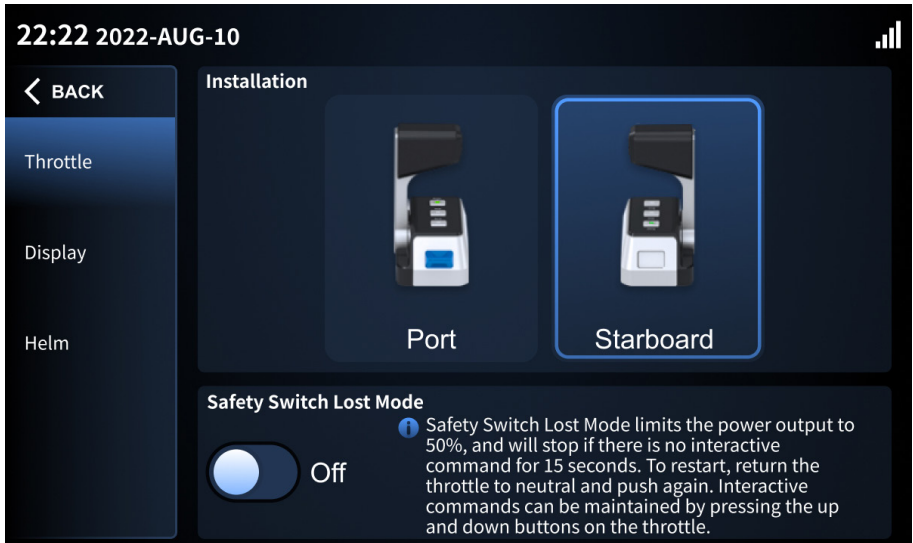 22:22 2022-AUG-10
BACK
Throttle
Display
Helm
Installation
Port
Starboard
Safety Switch Lost Mode
Off
Safety Switch Lost Mode limits the power output to
50%, and will stop if there is no interactive
command for 15 seconds. To restart, return the
throttle to neutral and push again. Interactive
commands can be maintained by pressing the up
and down buttons on the throttle.